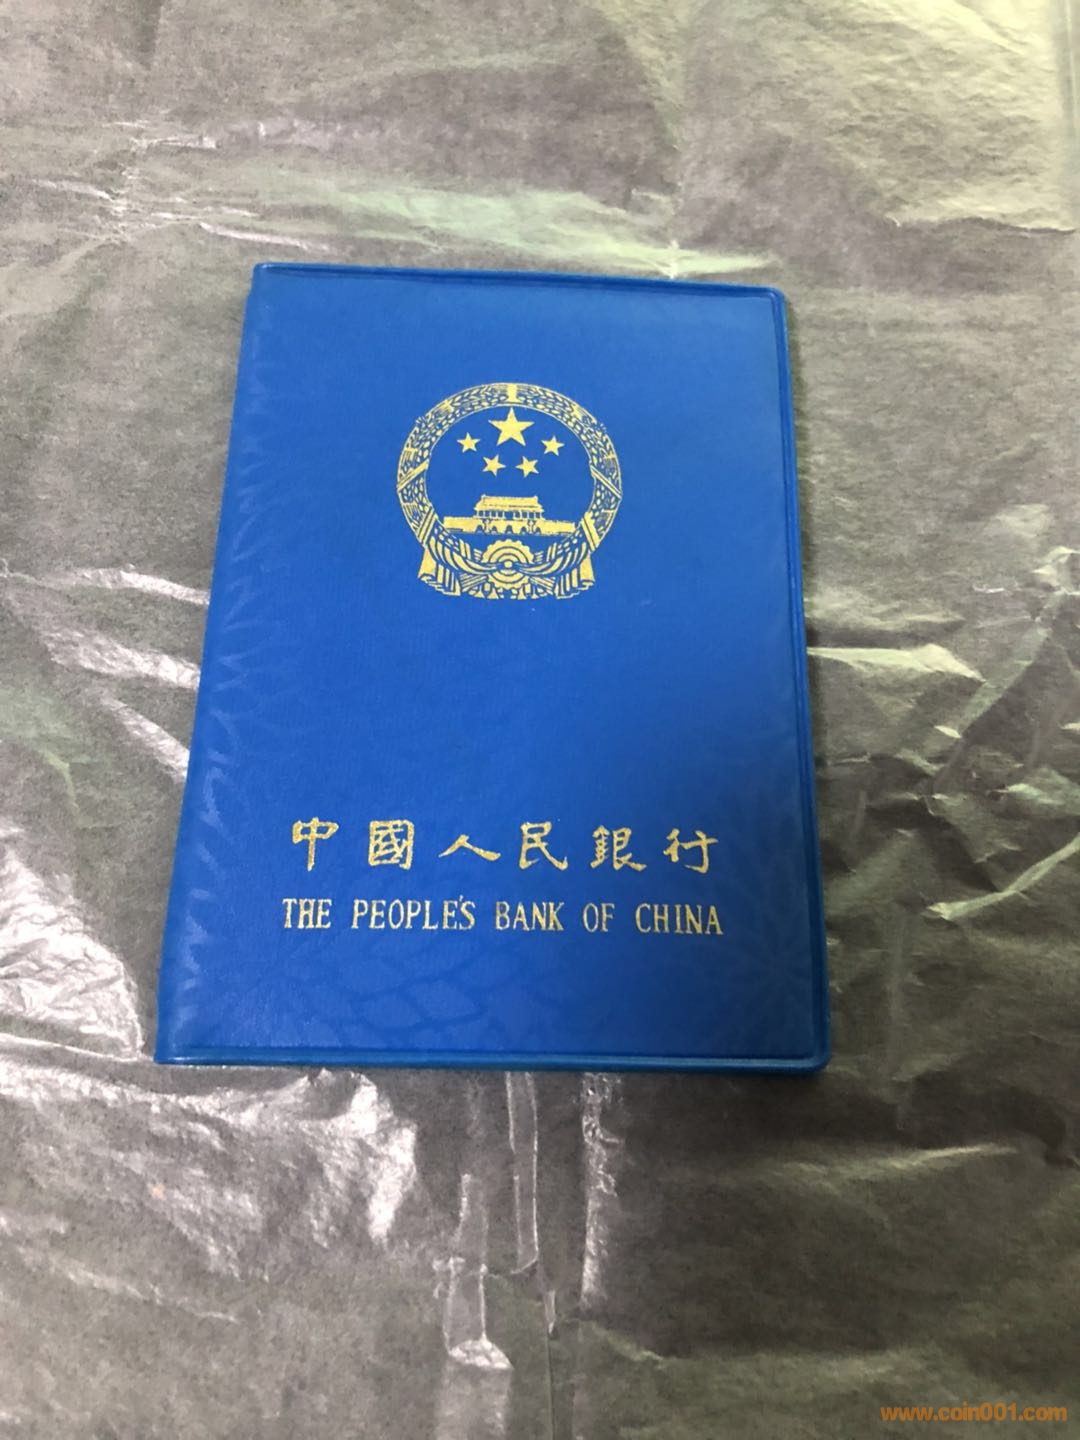 中國人民銀行
THE PEOPLE'S BANK OF CHINA
www.coin001.com